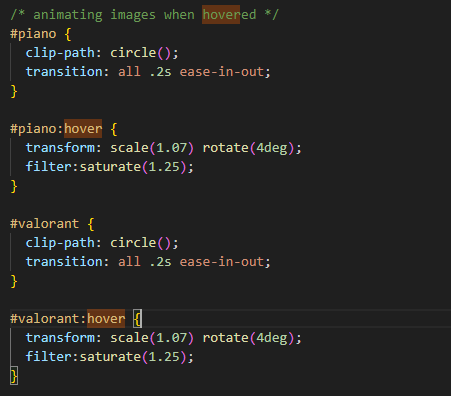 /* animating images when hovered */
#piano {
  clip-path: circle();
  transition: all .2s ease-in-out;
}

#piano:hover {
  transform: scale(1.07) rotate(4deg);
  filter:saturate(1.25);
}

#valorant {
  clip-path: circle();
  transition: all .2s ease-in-out;
}

#valorant:hover {
  transform: scale(1.07) rotate(4deg);
  filter:saturate(1.25);
}